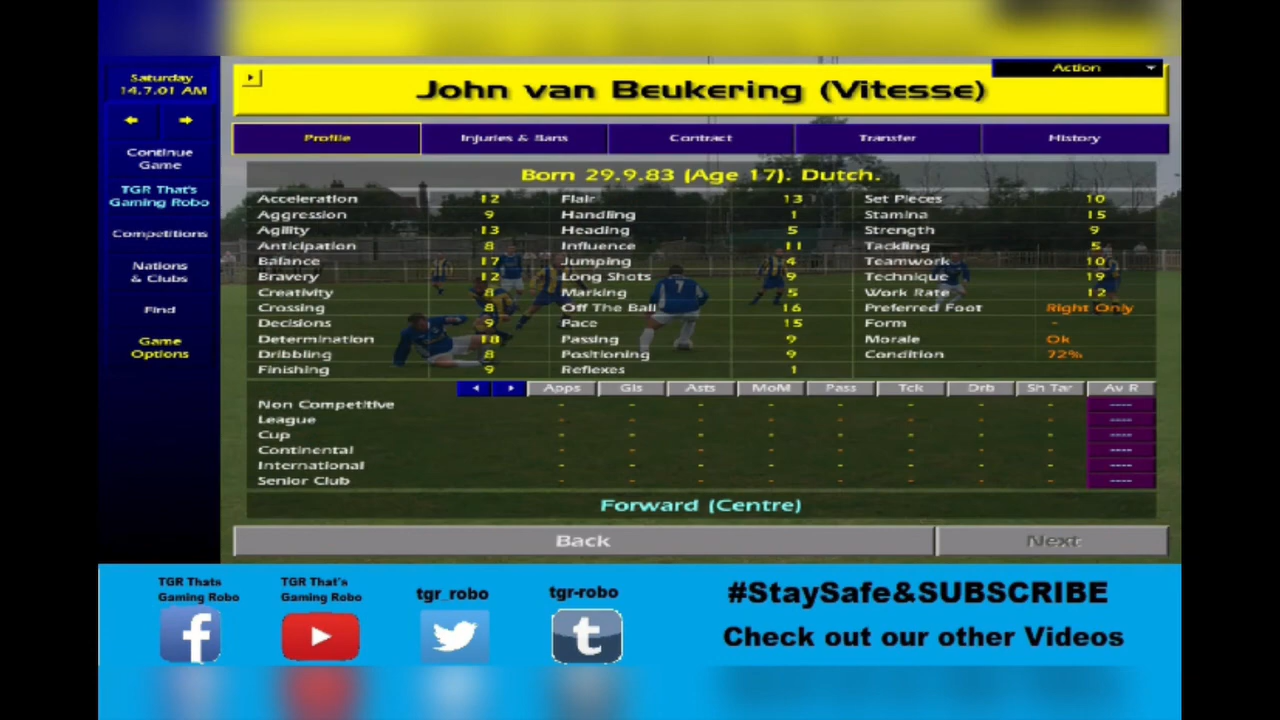 Saturday
14.7.01 AM
Continue
Game
TGR That's
Gaming Robo
Competitions
Nations
& Clubs
Find
Game
Options
Action
John van Beukering (Vitesse)
Profile Injuries & Bans Contract Transfer History
Born 29.9.83 (Age 17). Dutch.
Acceleration 12 Flair 13 Set Pieces 10
Aggression 9 Handling 1 Stamina 15
Agility 13 Heading 5 Strength 9
Anticipation 8 Influence 11 Tackling 5
Balance 17 Jumping 4 Teamwork 10
Bravery 12 Long Shots 9 Technique 19
Creativity 8 Marking 5 Work Rate 12
Crossing 8 Off The Ball 16 Preferred Foot Right Only
Decisions 9 Pace 15 Form -
Determination 18 Passing 9 Morale Ok
Dribbling 8 Positioning 9 Condition 72%
Finishing 9 Reflexes 1
Apps Gls Asts MoM Pass Tck Drb Sh Tar Av R
Non Competitive - - - - - - - - ----
League - - - - - - - - ----
Cup - - - - - - - - ----
Continental - - - - - - - - ----
International - - - - - - - - ----
Senior Club - - - - - - - - ----
Forward (Centre)
Back Next
TGR Thats
Gaming Robo
TGR That's
Gaming Robo
tgr_robo
tgr-robo
#StaySafe&SUBSCRIBE
Check out our other Videos